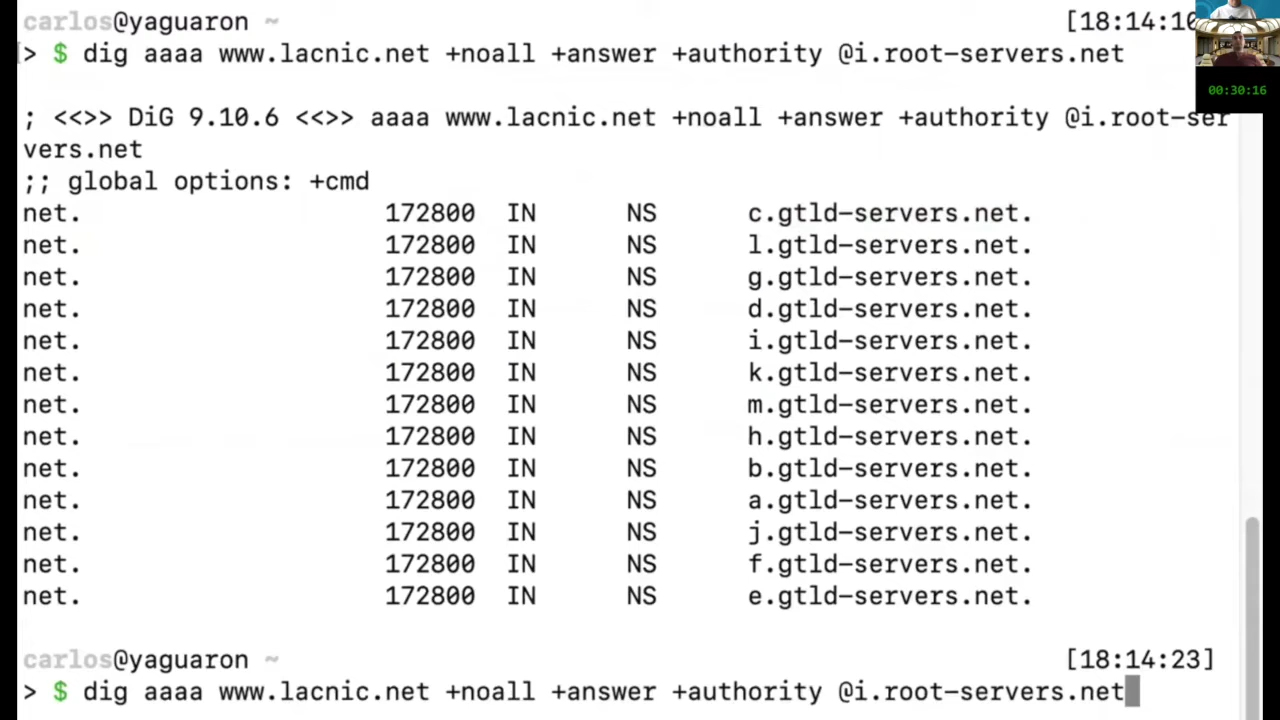 carlos@yaguaron ~ [18:14:10
> $ dig aaaa www.lacnic.net +noall +answer +authority @i.root-servers.net
00:30:16
; <<>> DiG 9.10.6 <<>> aaaa www.lacnic.net +noall +answer +authority @i.root-ser
vers.net
;; global options: +cmd
net. 172800 IN NS c.gtld-servers.net.
net. 172800 IN NS l.gtld-servers.net.
net. 172800 IN NS g.gtld-servers.net.
net. 172800 IN NS d.gtld-servers.net.
net. 172800 IN NS i.gtld-servers.net.
net. 172800 IN NS k.gtld-servers.net.
net. 172800 IN NS m.gtld-servers.net.
net. 172800 IN NS h.gtld-servers.net.
net. 172800 IN NS b.gtld-servers.net.
net. 172800 IN NS a.gtld-servers.net.
net. 172800 IN NS j.gtld-servers.net.
net. 172800 IN NS f.gtld-servers.net.
net. 172800 IN NS e.gtld-servers.net.
carlos@yaguaron ~ [18:14:23]
> $ dig aaaa www.lacnic.net +noall +answer +authority @i.root-servers.net